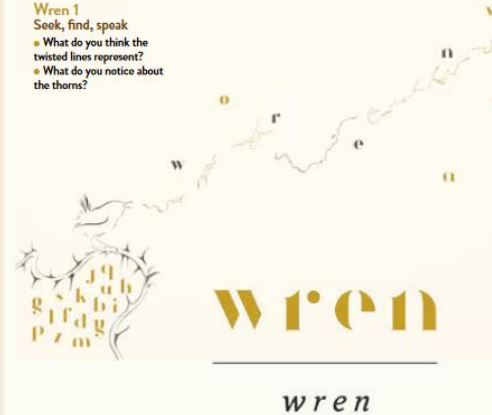 Wren 1
Seek, find, speak
• What do you think the
twisted lines represent?
• What do you notice about
the thorns?
n
o
r
e
w
a
j q
s k u h
g l f k b i
d g
p z m
wren
wren